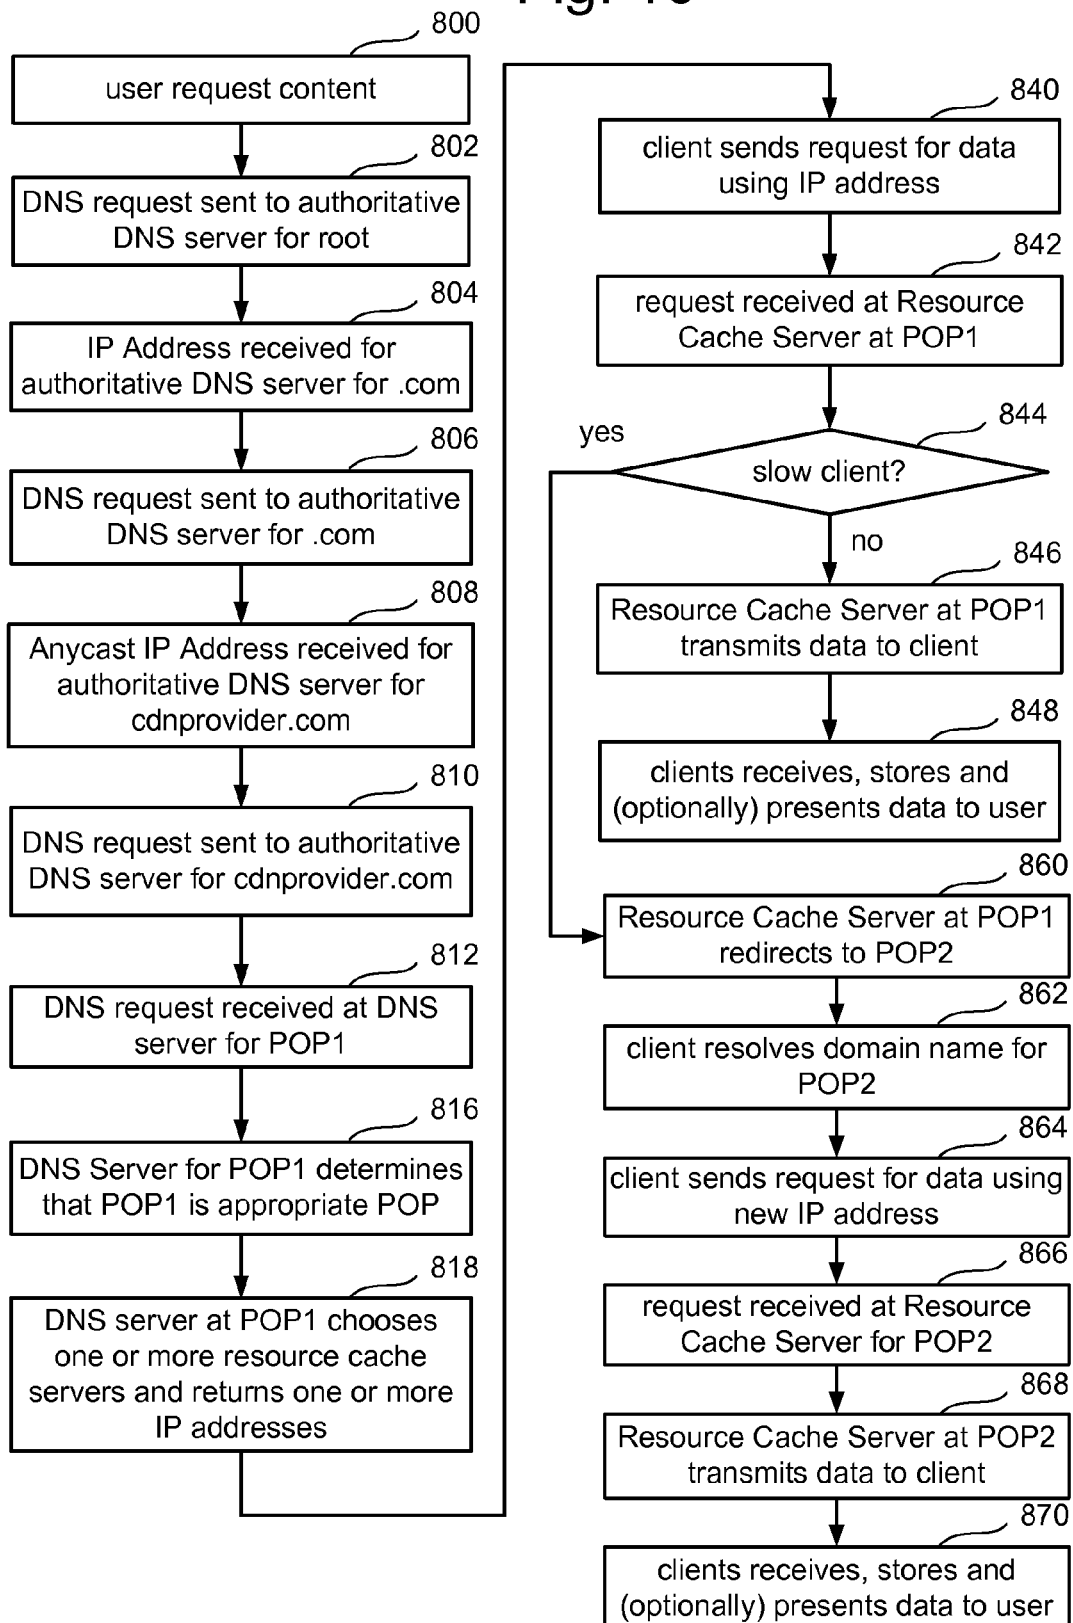 800
user request content
802
DNS request sent to authoritative
DNS server for root
804
IP Address received for
authoritative DNS server for .com
806
DNS request sent to authoritative
DNS server for .com
808
Anycast IP Address received for
authoritative DNS server for
cdnprovider.com
810
DNS request sent to authoritative
DNS server for cdnprovider.com
812
DNS request received at DNS
server for POP1
816
DNS Server for POP1 determines
that POP1 is appropriate POP
818
DNS server at POP1 chooses
one or more resource cache
servers and returns one or more
IP addresses
840
client sends request for data
using IP address
842
request received at Resource
Cache Server at POP1
844
yes
slow client?
no
846
Resource Cache Server at POP1
transmits data to client
848
clients receives, stores and
(optionally) presents data to user
860
Resource Cache Server at POP1
redirects to POP2
862
client resolves domain name for
POP2
864
client sends request for data using
new IP address
866
request received at Resource
Cache Server for POP2
868
Resource Cache Server at POP2
transmits data to client
870
clients receives, stores and
(optionally) presents data to user